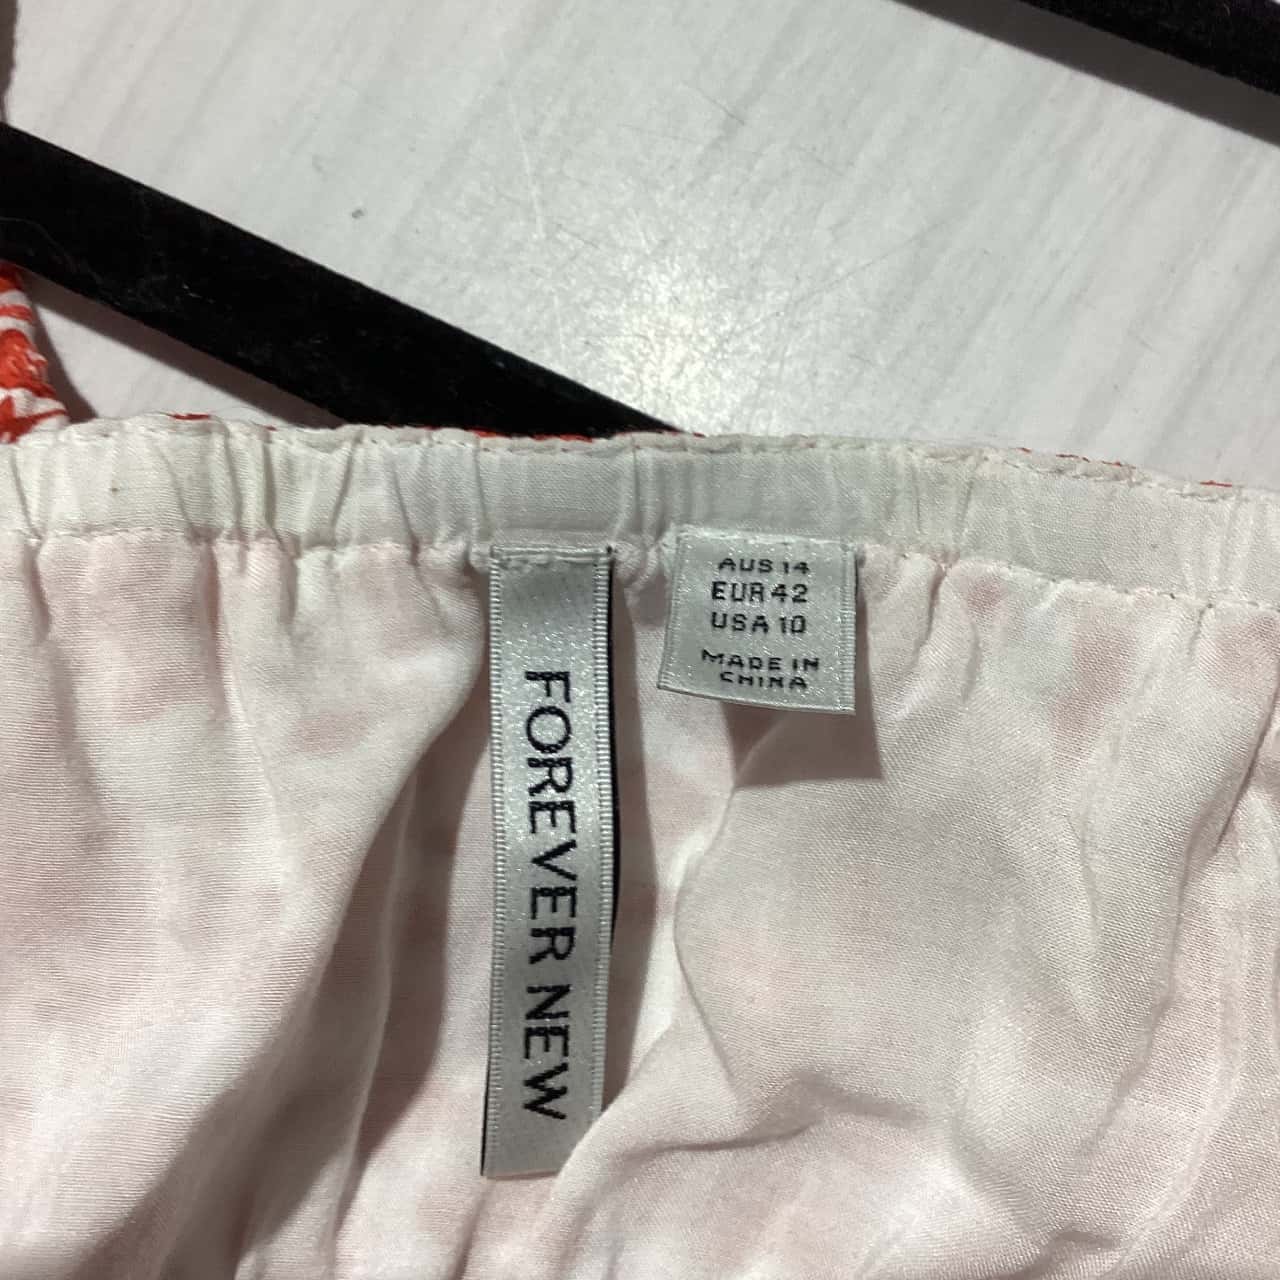 FOREVER NEW
AUS 14
EUR 42
USA 10
MADE IN
CHINA